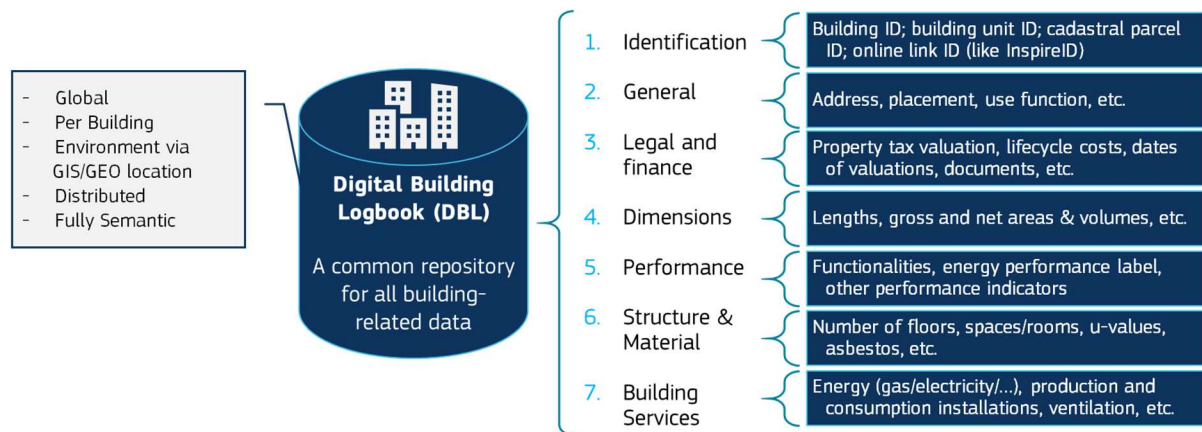 - Global
- Per Building
- Environment via
GIS/GEO location
- Distributed
- Fully Semantic
Digital Building
Logbook (DBL)
A common repository
for all building-
related data
1. Identification
Building ID; building unit ID; cadastral parcel
ID; online link ID (like InspireID)
2. General
Address, placement, use function, etc.
3. Legal and
finance
Property tax valuation, lifecycle costs, dates
of valuations, documents, etc.
4. Dimensions
Lengths, gross and net areas & volumes, etc.
5. Performance
Functionalities, energy performance label,
other performance indicators
6. Structure &
Material
Number of floors, spaces/rooms, u-values,
asbestos, etc.
7. Building
Services
Energy (gas/electricity/...), production and
consumption installations, ventilation, etc.